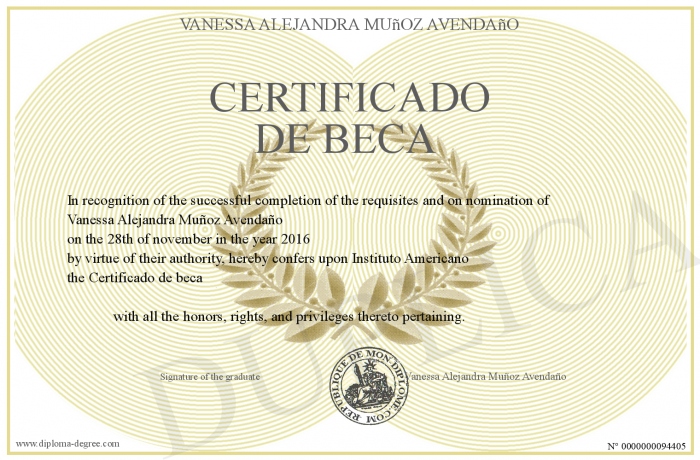 VANESSA ALEJANDRA MUñOZ AVENDAñO
CERTIFICADO
DE BECA
In recognition of the successful completion of the requisites and on nomination of
Vanessa Alejandra Muñoz Avendaño
on the 28th of november in the year 2016
by virtue of their authority, hereby confers upon Instituto Americano
the Certificado de beca
with all the honors, rights, and privileges thereto pertaining.
Signature of the graduate
REPUBLIQUE DE MON DIPLOME.COM
Vanessa Alejandra Muñoz Avendaño
www.diploma-degree.com
N° 0000000094405
DUPLICA